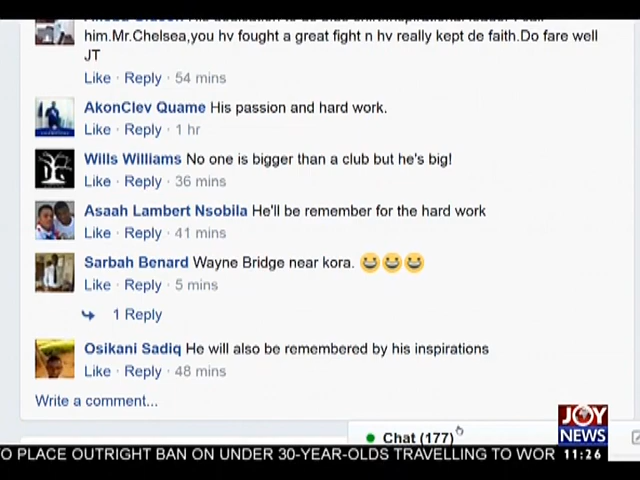 him.Mr.Chelsea,you hv fought a great fight n hv really kept de faith.Do fare well
JT
Like · Reply · 54 mins
AkonClev Quame His passion and hard work.
Like · Reply · 1 hr
Wills Williams No one is bigger than a club but he's big!
Like · Reply · 36 mins
Asaah Lambert Nsobila He'll be remember for the hard work
Like · Reply · 41 mins
Sarbah Benard Wayne Bridge near kora. 😀😀😀
Like · Reply · 5 mins
1 Reply
Osikani Sadiq He will also be remembered by his inspirations
Like · Reply · 48 mins
Write a comment...
Chat (177)
JOY
NEWS
O PLACE OUTRIGHT BAN ON UNDER 30-YEAR-OLDS TRAVELLING TO WOR
11:26